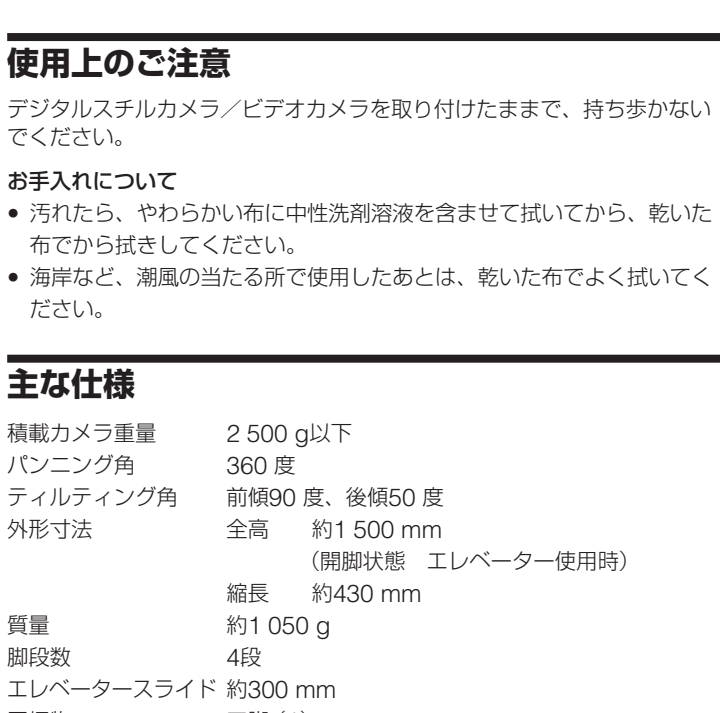 使用上のご注意
デジタルスチルカメラ／ビデオカメラを取り付けたままで、持ち歩かない
でください。
お手入れについて
• 汚れたら、やわらかい布に中性洗剤溶液を含ませて拭いてから、乾いた
布でから拭きしてください。
• 海岸など、潮風の当たる所で使用したあとは、乾いた布でよく拭いてく
ださい。
主な仕様
積載カメラ重量 2 500 g以下
パンニング角 360 度
ティルティング角 前傾90 度、後傾50 度
外形寸法 全高 約1 500 mm
（開脚状態　エレベーター使用時）
縮長 約430 mm
質量 約1 050 g
脚段数 4段
エレベータースライド 約300 mm